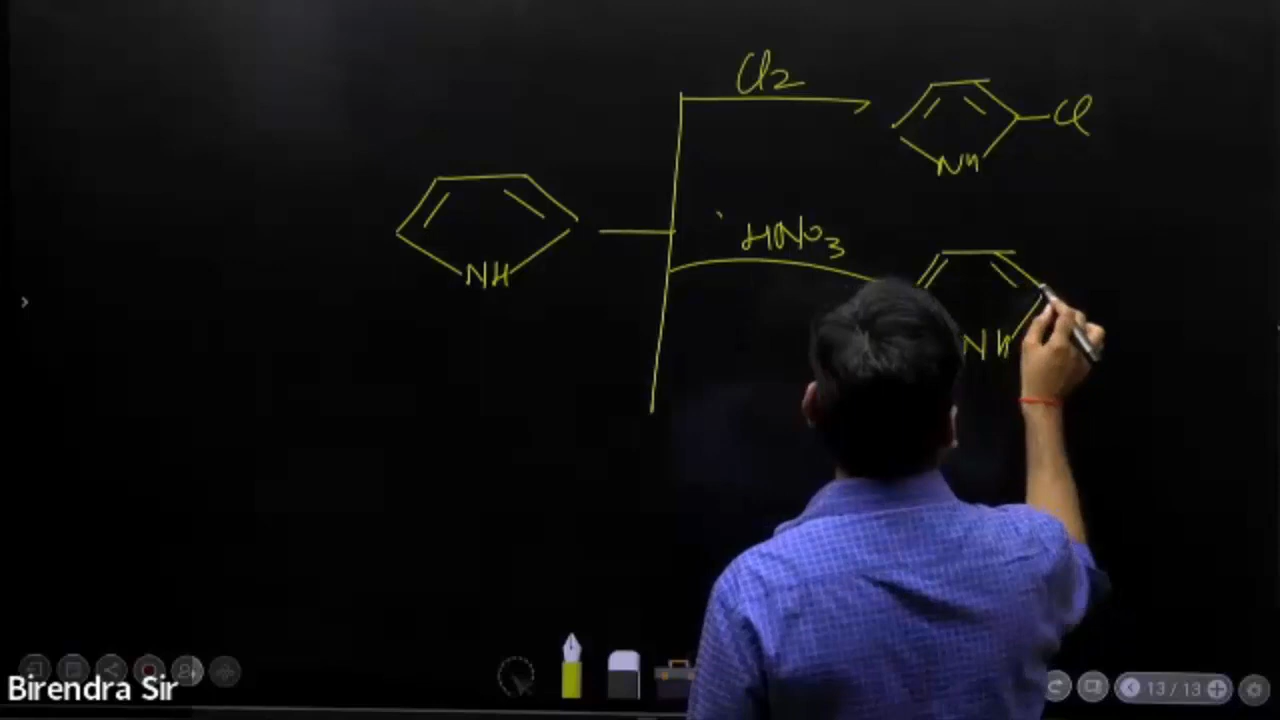 Cl2
Cl
NH
HNO3
NH
NH
Birendra Sir
13 / 13